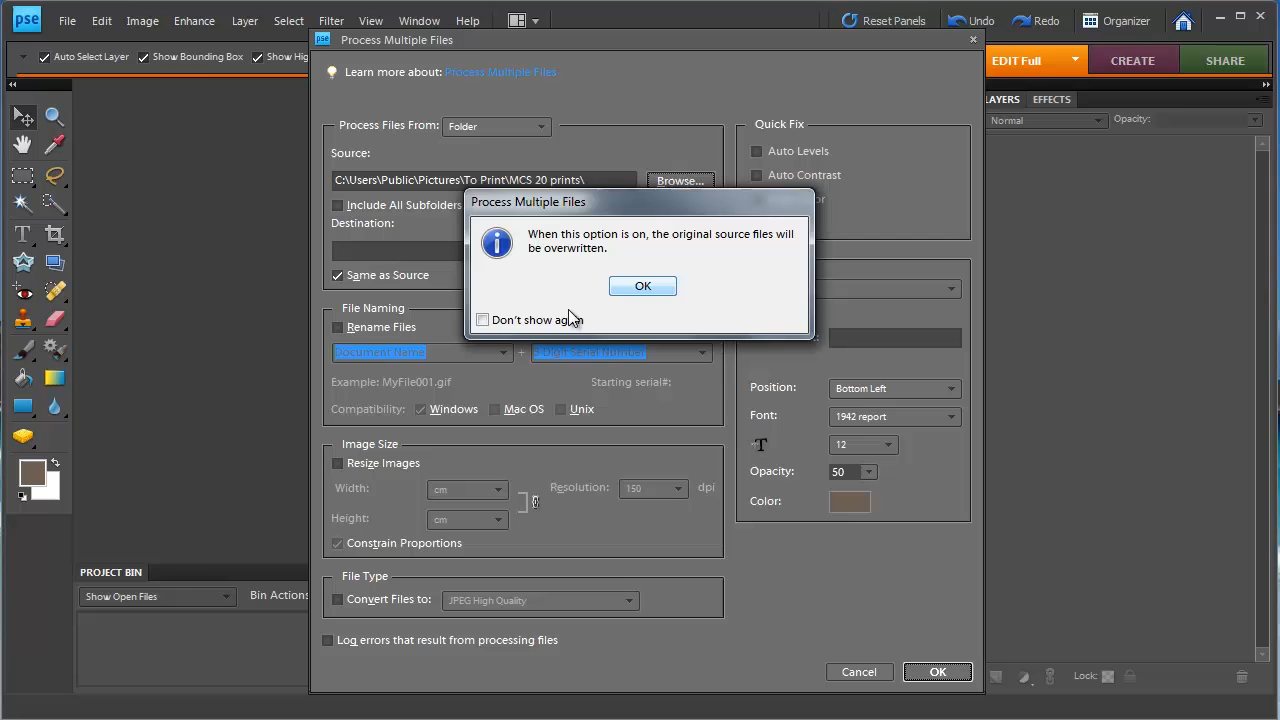 pse
File Edit Image Enhance Layer Select Filter View Window Help
Reset Panels Undo Redo Organizer
Auto Select Layer Show Bounding Box Show Hig
EDIT Full CREATE SHARE
pse Process Multiple Files
Learn more about: Process Multiple Files
LAYERS EFFECTS
Normal Opacity:
Process Files From: Folder
Source:
C:\Users\Public\Pictures\To Print\MCS 20 prints\ Browse...
Include All Subfolders
Destination:
Same as Source
Quick Fix
Auto Levels
Auto Contrast
Process Multiple Files
When this option is on, the original source files will
be overwritten.
OK
Don't show again
File Naming
Rename Files
Document Name + 3 Digit Serial Number
Example: MyFile001.gif Starting serial#:
Compatibility: Windows Mac OS Unix
Image Size
Resize Images
Width: cm Resolution: 150 dpi
Height: cm
Constrain Proportions
File Type
Convert Files to: JPEG High Quality
Log errors that result from processing files
Position: Bottom Left
Font: 1942 report
T 12
Opacity: 50
Color:
Cancel OK
PROJECT BIN
Show Open Files Bin Actions
Lock: